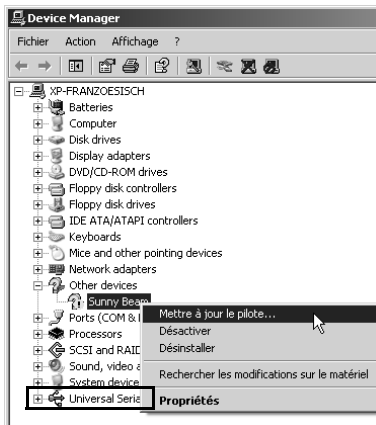 Device Manager
Fichier Action Affichage ?
XP-FRANZOESISCH
Batteries
Computer
Disk drives
Display adapters
DVD/CD-ROM drives
Floppy disk controllers
Floppy disk drives
IDE ATA/ATAPI controllers
Keyboards
Mice and other pointing devices
Network adapters
Other devices
Sunny Beam
Ports (COM &
Processors
SCSI and RAID
Sound, video
System device
Universal Seria
Mettre à jour le pilote...
Désactiver
Désinstaller
Rechercher les modifications sur le matériel
Propriétés